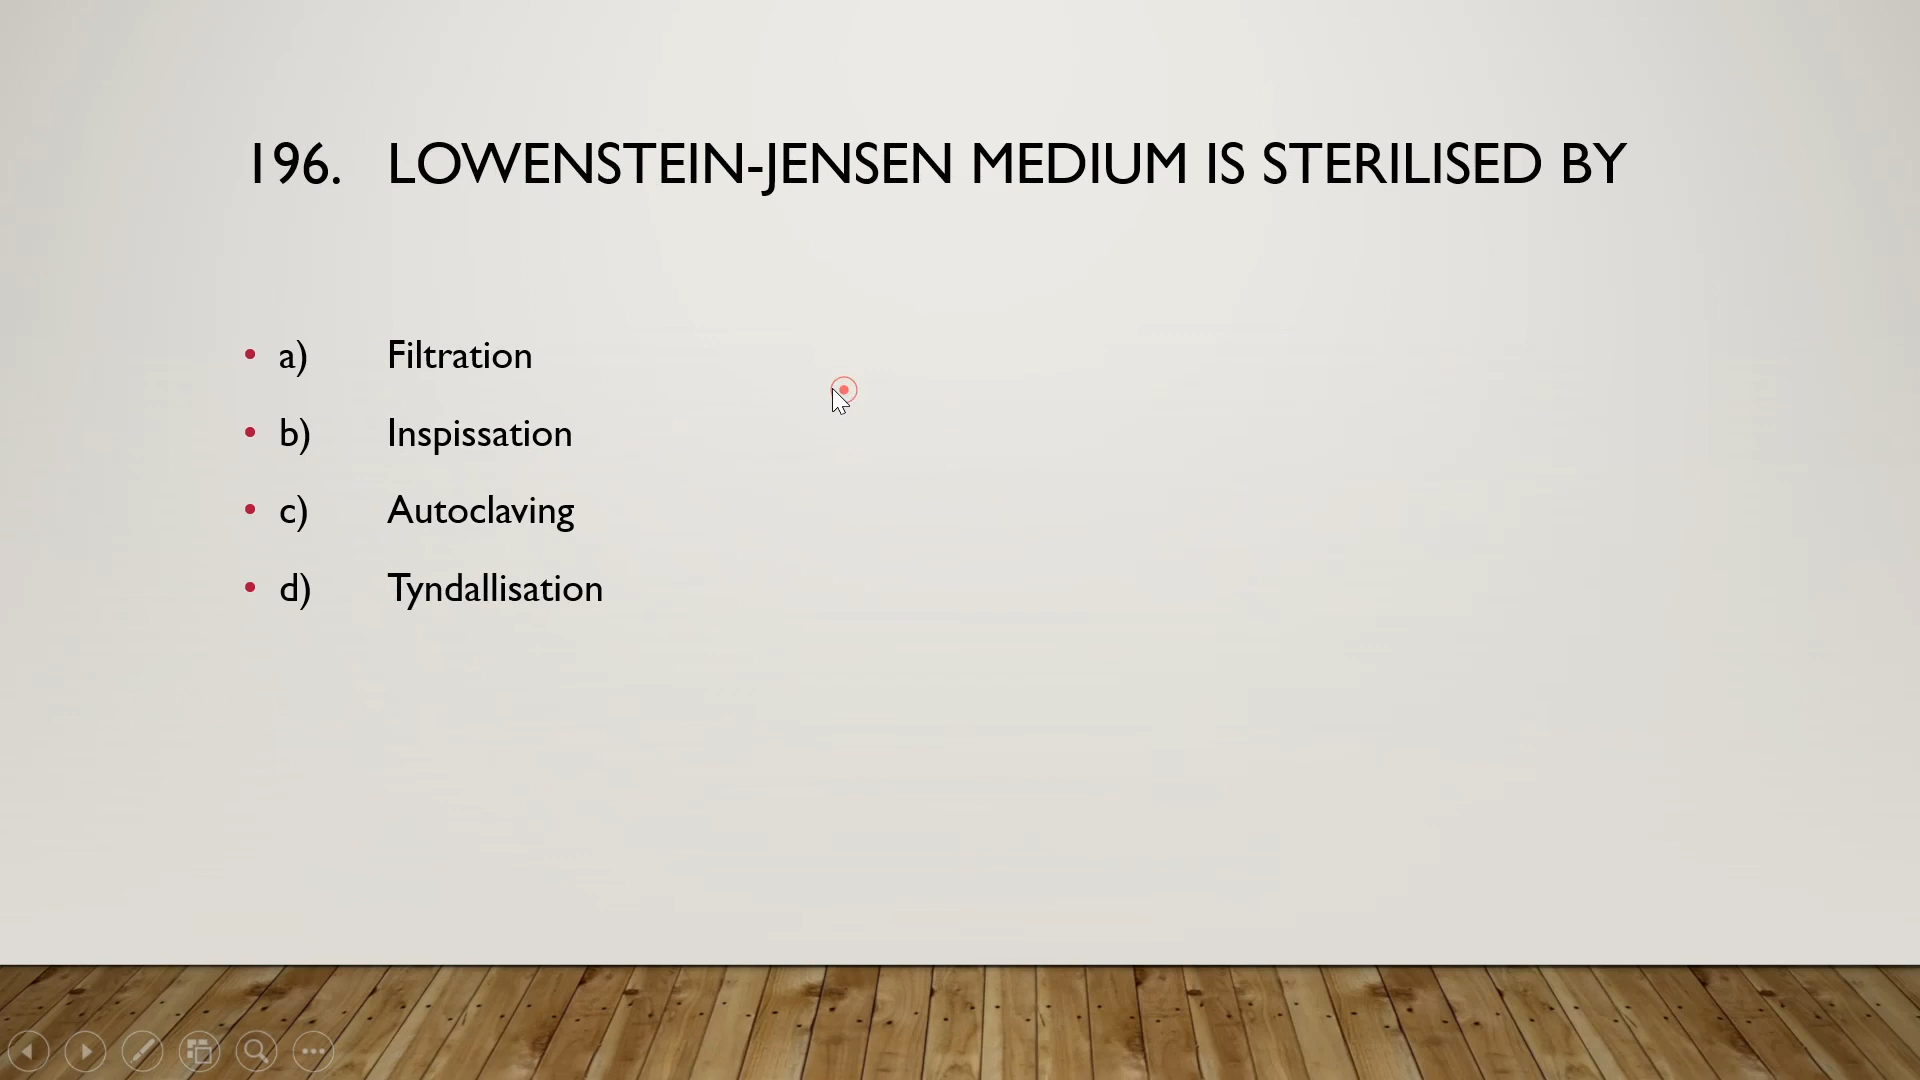 196. LOWENSTEIN-JENSEN MEDIUM IS STERILISED BY
• a) Filtration
• b) Inspissation
• c) Autoclaving
• d) Tyndallisation